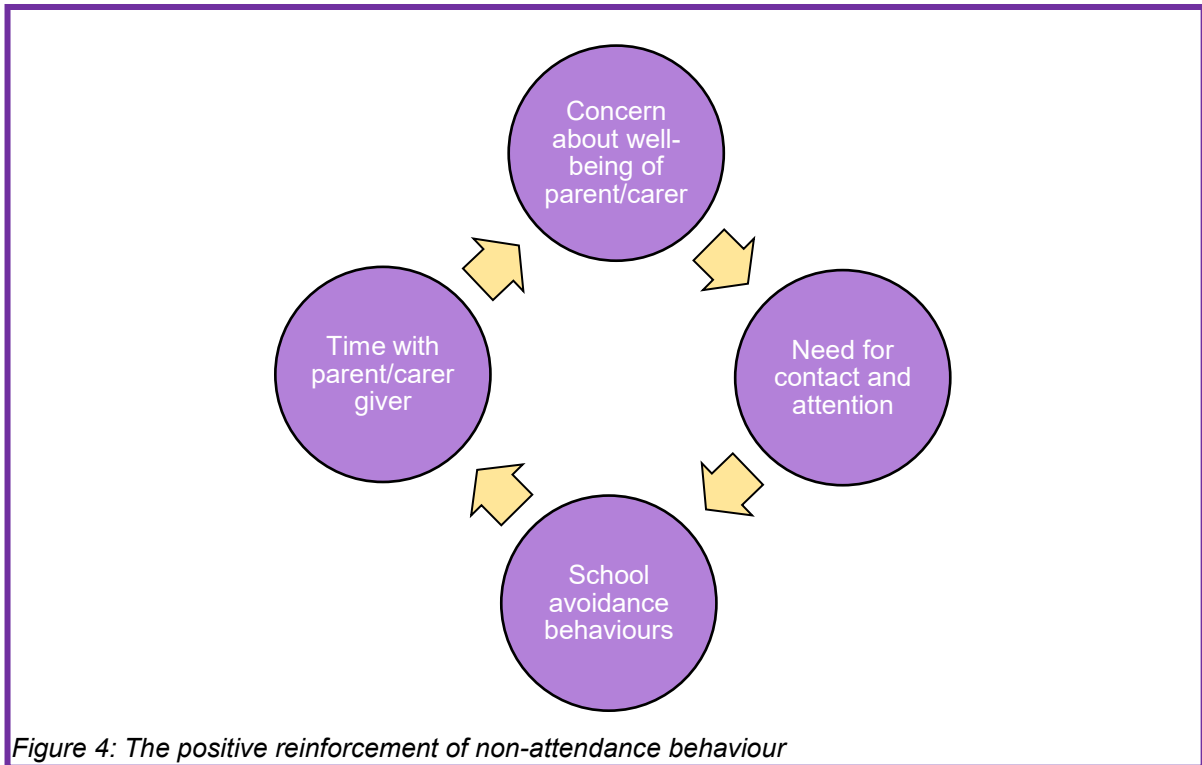 Concern
about well-
being of
parent/carer
Need for
contact and
attention
School
avoidance
behaviours
Time with
parent/carer
giver
Figure 4: The positive reinforcement of non-attendance behaviour